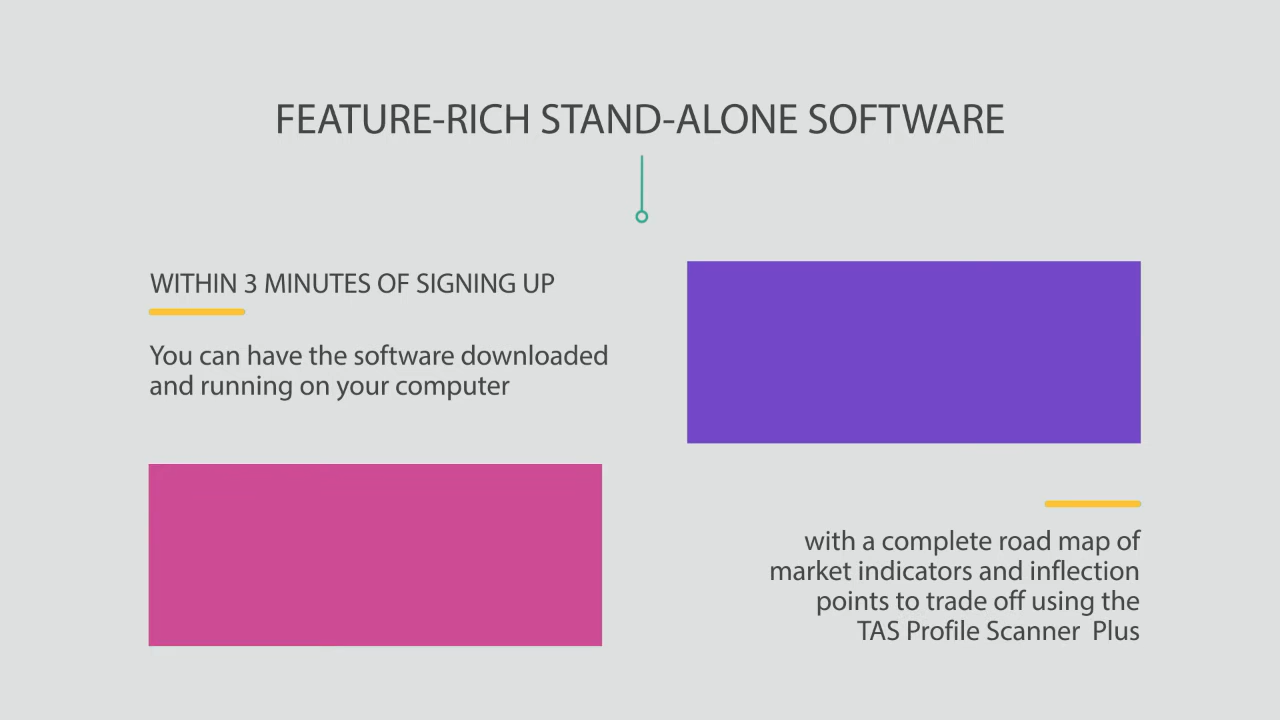 FEATURE-RICH STAND-ALONE SOFTWARE
WITHIN 3 MINUTES OF SIGNING UP
You can have the software downloaded
and running on your computer
with a complete road map of
market indicators and inflection
points to trade off using the
TAS Profile Scanner  Plus